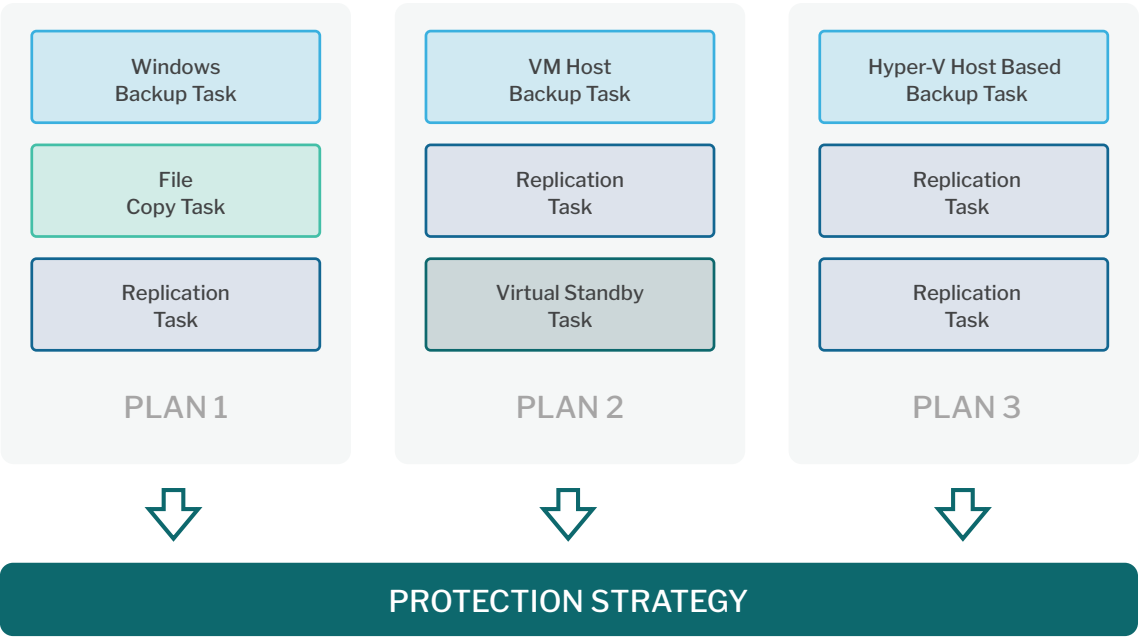 Windows
Backup Task
File
Copy Task
Replication
Task
PLAN 1
VM Host
Backup Task
Replication
Task
Virtual Standby
Task
PLAN 2
Hyper-V Host Based
Backup Task
Replication
Task
Replication
Task
PLAN 3
PROTECTION STRATEGY